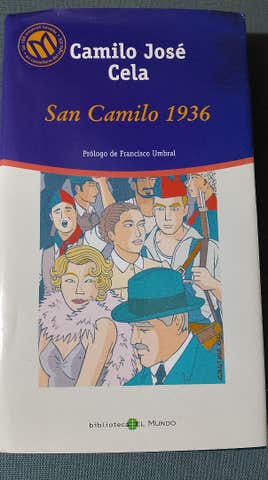 Camilo José
Cela
San Camilo 1936
Prólogo de Francisco Umbral
biblioteca EL MUNDO